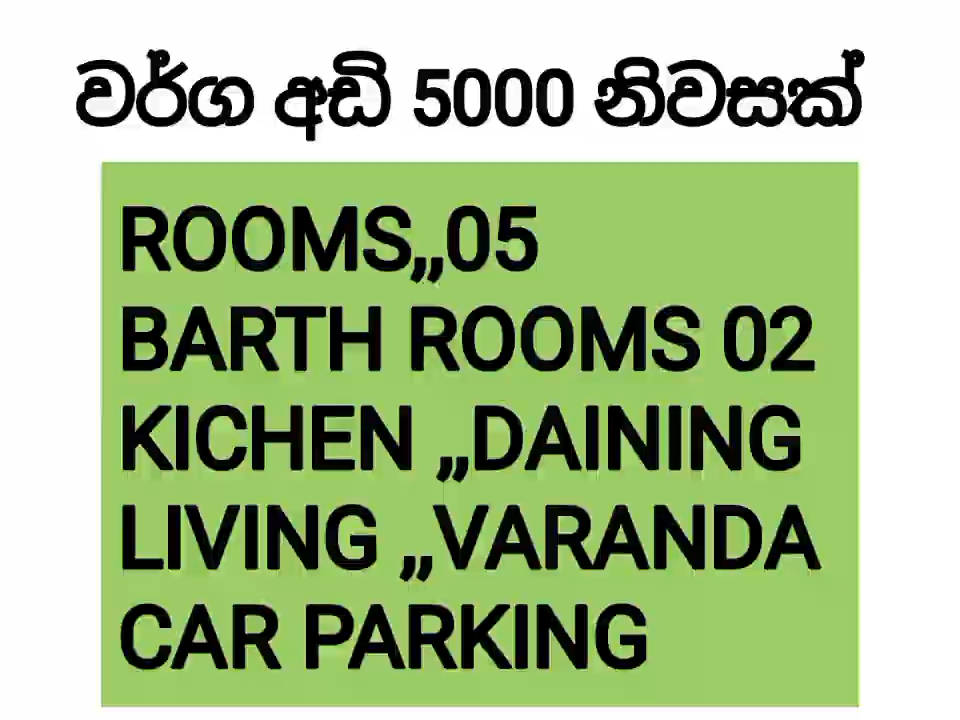 වර්ග අඩි 5000 නිවසක්
ROOMS,,05
BARTH ROOMS 02
KICHEN ,,DAINING
LIVING ,,VARANDA
CAR PARKING